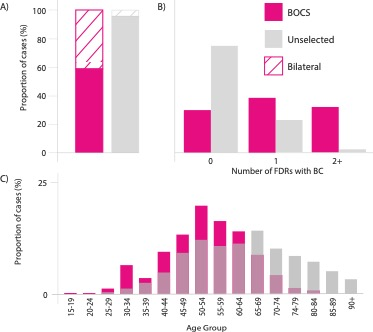 A)
Proportion of cases (%)
100
80
60
40
20
0
B)
BOCS
Unselected
Bilateral
0
1
2+
Number of FDRs with BC
C)
Proportion of cases (%)
25
0
15-19
20-24
25-29
30-34
35-39
40-44
45-49
50-54
55-59
60-64
65-69
70-74
74-79
80-84
85-89
90+
Age Group